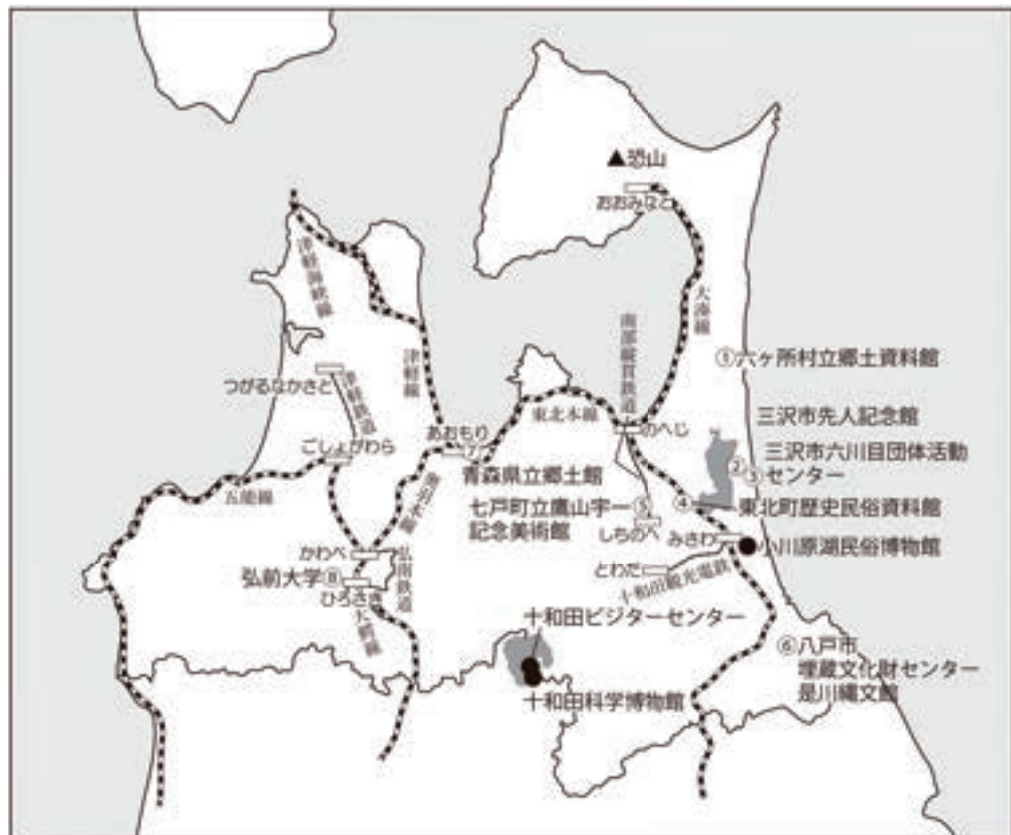 ▲恐山
おおみなと
津軽海峡線
大湊線
津軽線
南部縦貫鉄道
①六ヶ所村立郷土資料館
つがるなかさと
津軽鉄道
三沢市先人記念館
東北本線
のへじ
あおもり
⑦
ごしょがわら
②
③
三沢市六川目団体活動
センター
青森県立郷土館
五能線
七戸町立鷹山宇一
記念美術館
⑤
④
東北町歴史民俗資料館
しちのへ
みさわ
小川原湖民俗博物館
かわべ
弘南鉄道
とわだ
十和田観光電鉄
弘前大学⑧
ひろさき
大鰐線
十和田ビジターセンター
⑥八戸市
埋蔵文化財センター
是川縄文館
十和田科学博物館